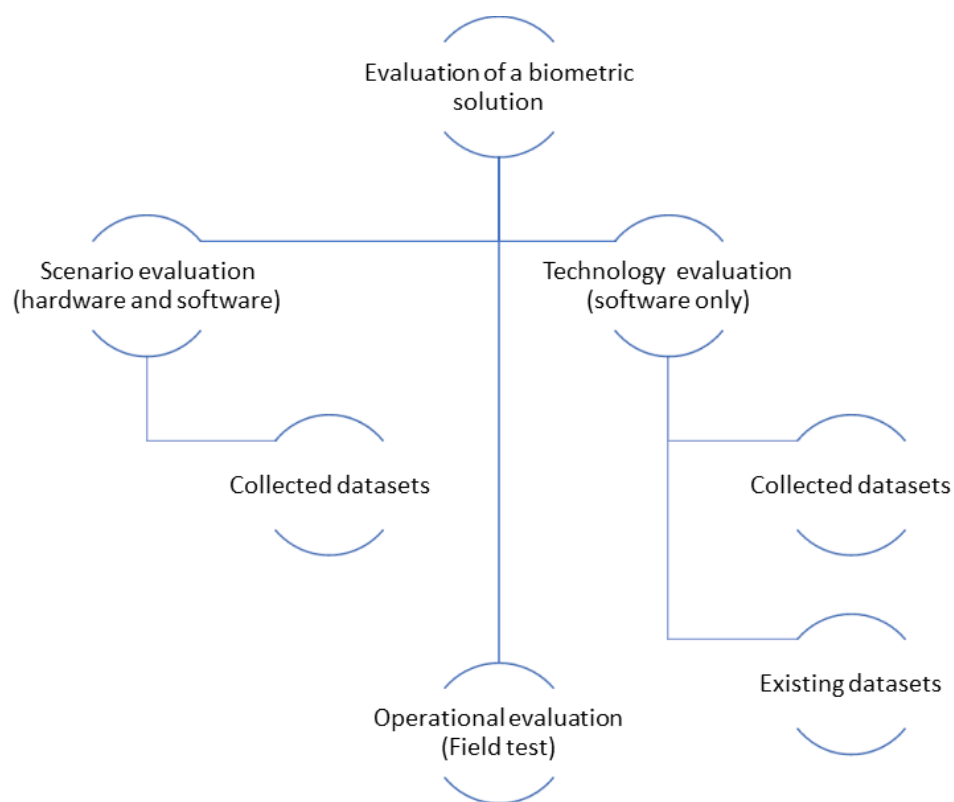 Evaluation of a biometric
solution
Scenario evaluation
(hardware and software)
Technology evaluation
(software only)
Collected datasets
Collected datasets
Existing datasets
Operational evaluation
(Field test)